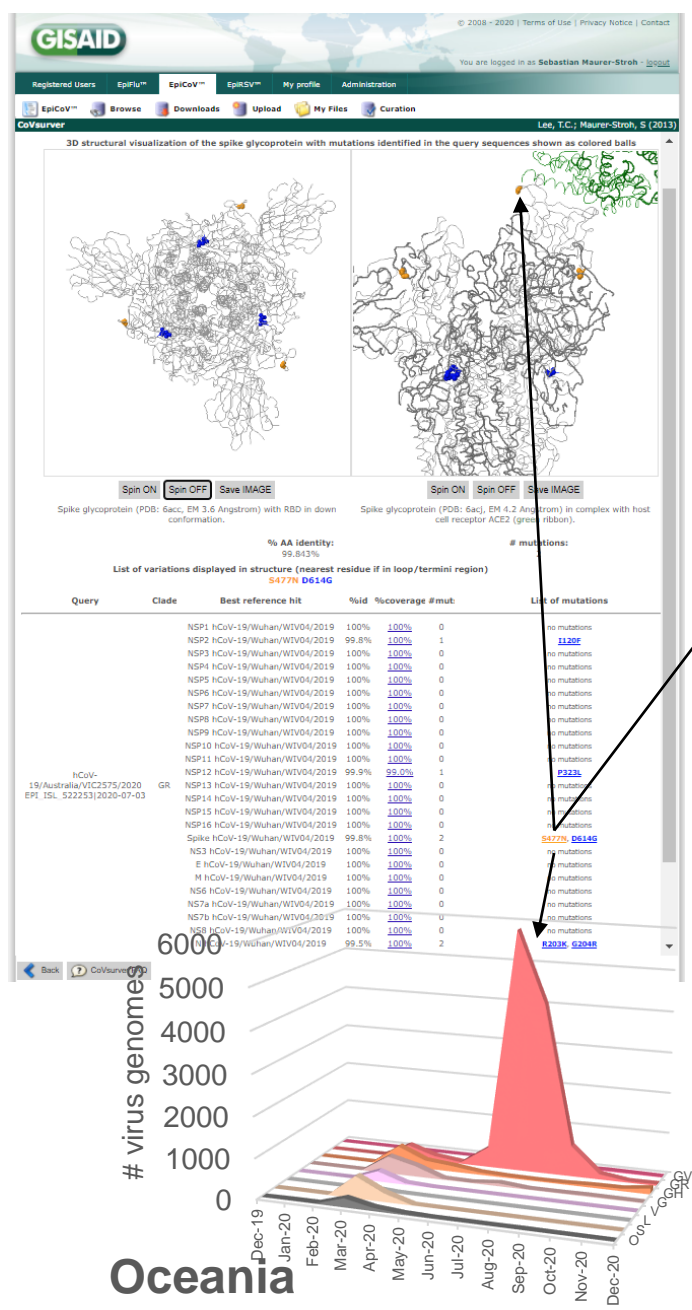 © 2008 - 2020 | Terms of Use | Privacy Notice | Contact
GISAID
You are logged in as Sebastian Maurer-Stroh - logout
Registered Users EpiFlu™ EpiCoV™ EpiRSV™ My profile Administration
EpiCoV™ Browse Downloads Upload My Files Curation
CoVsurver Lee, T.C.; Maurer-Stroh, S (2013)
3D structural visualization of the spike glycoprotein with mutations identified in the query sequences shown as colored balls
Spin ON Spin OFF Save IMAGE Spin ON Spin OFF Save IMAGE
Spike glycoprotein (PDB: 6acc, EM 3.6 Angstrom) with RBD in down
conformation.
Spike glycoprotein (PDB: 6acj, EM 4.2 Angstrom) in complex with host
cell receptor ACE2 (green ribbon).
% AA identity: # mutations:
99.843%
List of variations displayed in structure (nearest residue if in loop/termini region)
S477N D614G
Query Clade Best reference hit %id %coverage #mut List of mutations
NSP1 hCoV-19/Wuhan/WIV04/2019 100% 100% 0 no mutations
NSP2 hCoV-19/Wuhan/WIV04/2019 99.8% 100% 1 I120F
NSP3 hCoV-19/Wuhan/WIV04/2019 100% 100% 0 no mutations
NSP4 hCoV-19/Wuhan/WIV04/2019 100% 100% 0 no mutations
NSP5 hCoV-19/Wuhan/WIV04/2019 100% 100% 0 no mutations
NSP6 hCoV-19/Wuhan/WIV04/2019 100% 100% 0 no mutations
NSP7 hCoV-19/Wuhan/WIV04/2019 100% 100% 0 no mutations
NSP8 hCoV-19/Wuhan/WIV04/2019 100% 100% 0 no mutations
NSP9 hCoV-19/Wuhan/WIV04/2019 100% 100% 0 no mutations
NSP10 hCoV-19/Wuhan/WIV04/2019 100% 100% 0 no mutations
NSP11 hCoV-19/Wuhan/WIV04/2019 100% 100% 0 no mutations
NSP12 hCoV-19/Wuhan/WIV04/2019 99.9% 99.0% 1 P323L
hCoV-
19/Australia/VIC2575/2020
EPI_ISL_522253|2020-07-03
GR
NSP13 hCoV-19/Wuhan/WIV04/2019 100% 100% 0 no mutations
NSP14 hCoV-19/Wuhan/WIV04/2019 100% 100% 0 no mutations
NSP15 hCoV-19/Wuhan/WIV04/2019 100% 100% 0 no mutations
NSP16 hCoV-19/Wuhan/WIV04/2019 100% 100% 0 no mutations
Spike hCoV-19/Wuhan/WIV04/2019 99.8% 100% 2 S477N, D614G
NS3 hCoV-19/Wuhan/WIV04/2019 100% 100% 0 no mutations
E hCoV-19/Wuhan/WIV04/2019 100% 100% 0 no mutations
M hCoV-19/Wuhan/WIV04/2019 100% 100% 0 no mutations
NS6 hCoV-19/Wuhan/WIV04/2019 100% 100% 0 no mutations
NS7a hCoV-19/Wuhan/WIV04/2019 100% 100% 0 no mutations
NS7b hCoV-19/Wuhan/WIV04/2019 100% 100% 0 no mutations
NS8 hCoV-19/Wuhan/WIV04/2019 100% 100% 0 no mutations
N hCoV-19/Wuhan/WIV04/2019 99.5% 100% 2 R203K, G204R
Back CoVsurver FAQ
# virus genomes
6000
5000
4000
3000
2000
1000
0
GV
GR
GH
G
V
L
S
O
Dec-19 Jan-20 Feb-20 Mar-20 Apr-20 May-20 Jun-20 Jul-20 Aug-20 Sep-20 Oct-20 Nov-20 Dec-20
Oceania